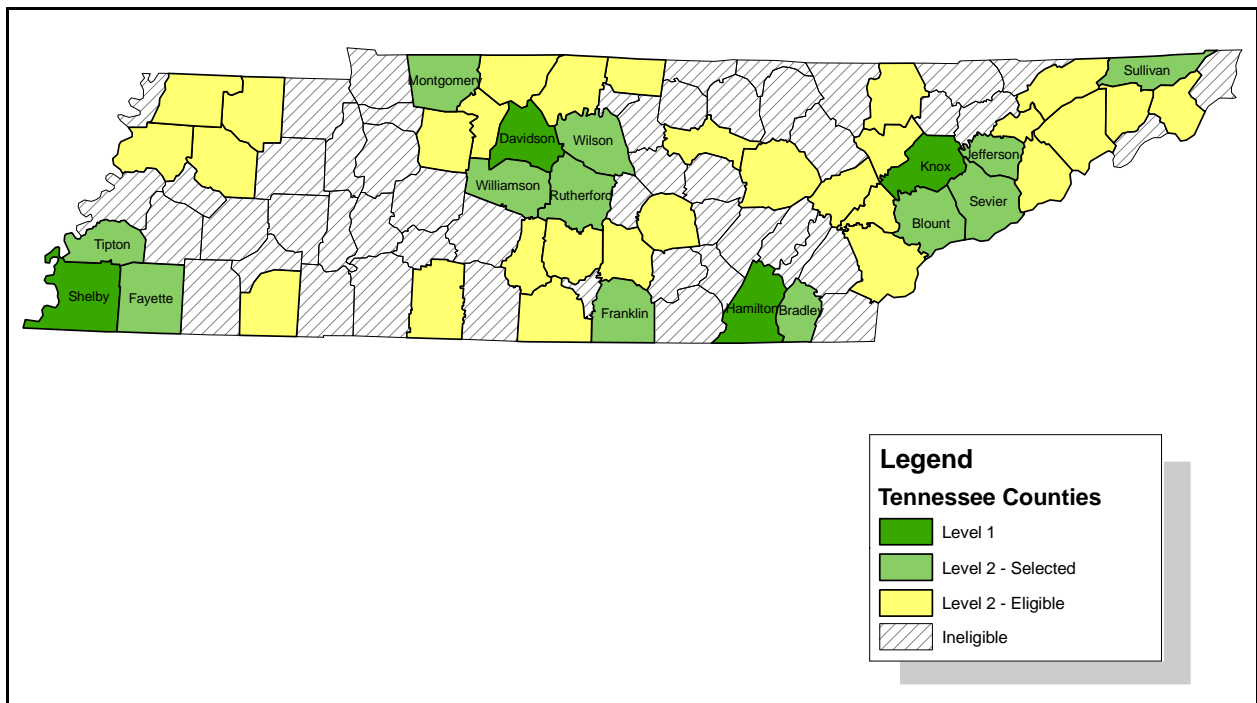 Sullivan
Montgomery
Davidson
Wilson
Jefferson
Knox
Williamson
Rutherford
Sevier
Blount
Tipton
Shelby
Fayette
Franklin
Hamilton
Bradley
Legend
Tennessee Counties
Level 1
Level 2 - Selected
Level 2 - Eligible
Ineligible